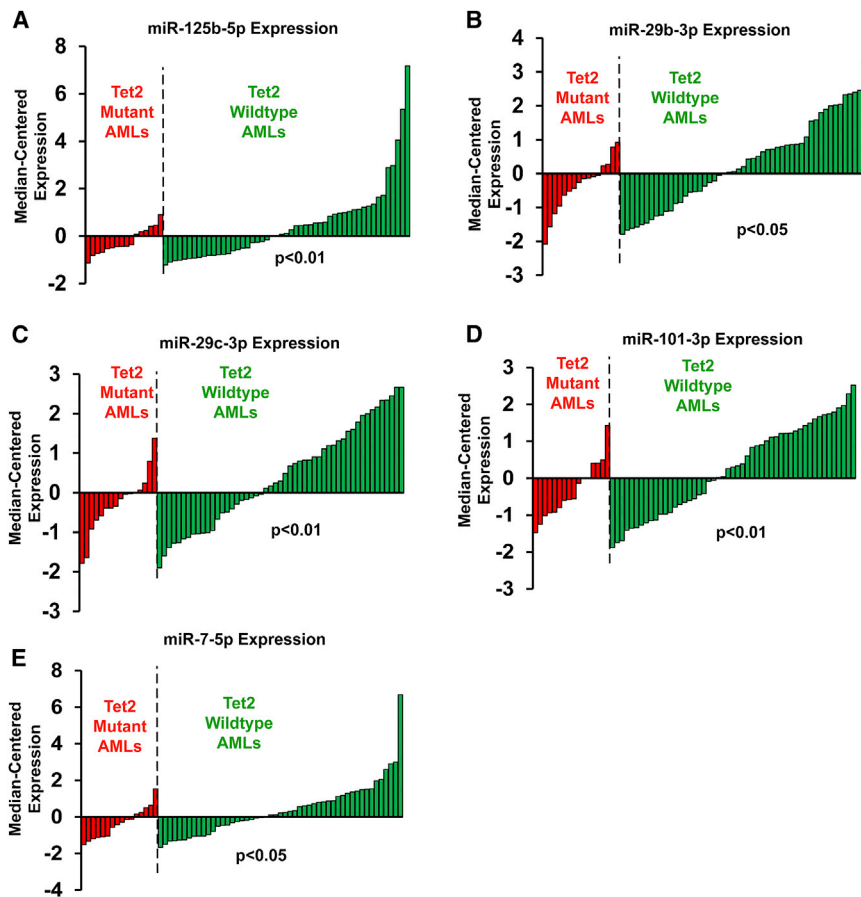 A
miR-125b-5p Expression
Median-Centered
Expression
8
6
4
2
0
-2
Tet2
Mutant
AMLs
Tet2
Wildtype
AMLs
p<0.01
B
miR-29b-3p Expression
Median-Centered
Expression
4
3
2
1
0
-1
-2
-3
Tet2
Mutant
AMLs
Tet2
Wildtype
AMLs
p<0.05
C
miR-29c-3p Expression
Median-Centered
Expression
3
2
1
0
-1
-2
-3
Tet2
Mutant
AMLs
Tet2
Wildtype
AMLs
p<0.01
D
miR-101-3p Expression
Median-Centered
Expression
3
2
1
0
-1
-2
-3
Tet2
Mutant
AMLs
Tet2
Wildtype
AMLs
p<0.01
E
miR-7-5p Expression
Median-Centered
Expression
8
6
4
2
0
-2
-4
Tet2
Mutant
AMLs
Tet2
Wildtype
AMLs
p<0.05